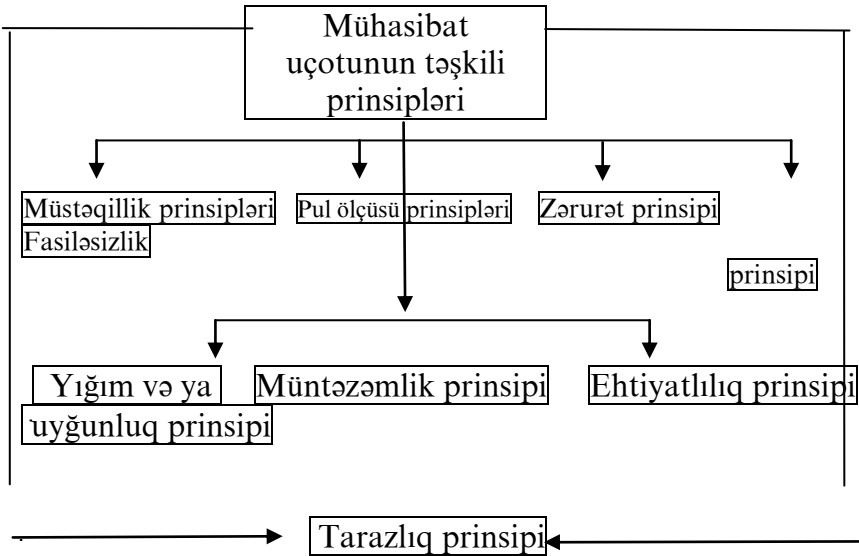 Mühasibat
uçotunun təşkili
prinsipləri
Müstəqillik prinsipləri Pul ölçüsü prinsipləri Zərurət prinsipi
Fasiləsizlik
prinsipi
Yığım və ya Müntəzəmlik prinsipi Ehtiyatlılıq prinsipi
uyğunluq prinsipi
Tarazlıq prinsipi